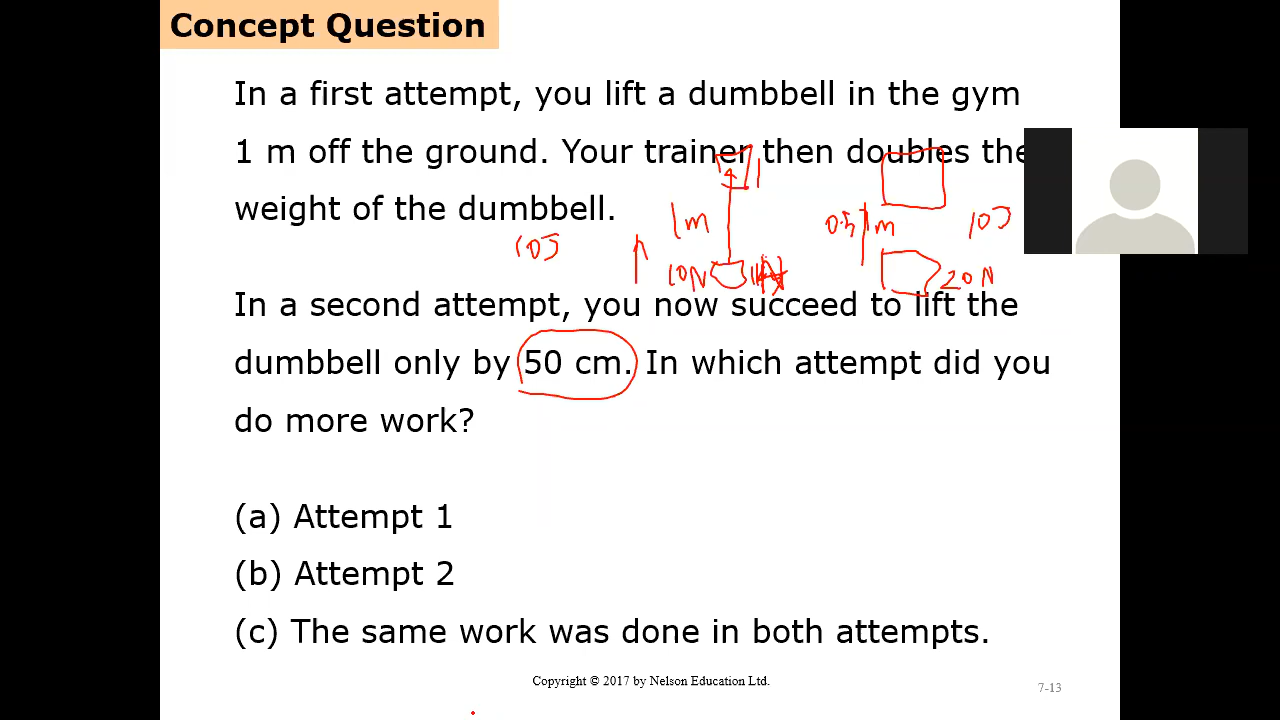 Concept Question
In a first attempt, you lift a dumbbell in the gym
1 m off the ground. Your trainer then doubles the
weight of the dumbbell.
1m
0.5
m
10J
10J
10N
20N
In a second attempt, you now succeed to lift the
dumbbell only by 50 cm. In which attempt did you
do more work?
(a) Attempt 1
(b) Attempt 2
(c) The same work was done in both attempts.
Copyright © 2017 by Nelson Education Ltd.
7-13